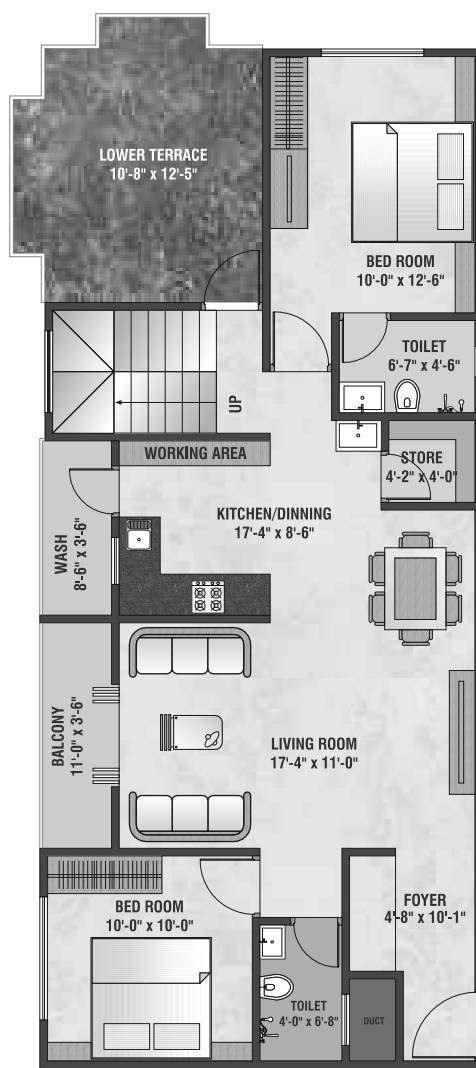 LOWER TERRACE
10'-8" x 12'-5"
BED ROOM
10'-0" x 12'-6"
TOILET
6'-7" x 4'-6"
UP
WORKING AREA
STORE
4'-2" x 4'-0"
KITCHEN/DINNING
17'-4" x 8'-6"
WASH
8'-6" x 3'-6"
BALCONY
11'-0" x 3'-6"
LIVING ROOM
17'-4" x 11'-0"
BED ROOM
10'-0" x 10'-0"
FOYER
4'-8" x 10'-1"
TOILET
4'-0" x 6'-8"
DUCT